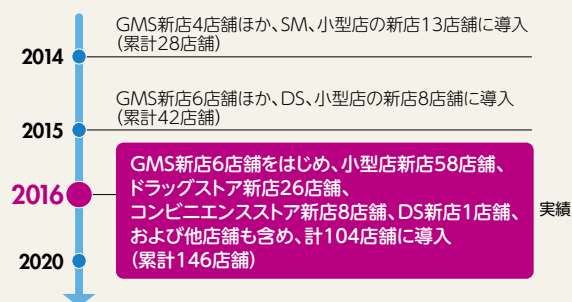 GMS新店4店舗ほか、SM、小型店の新店13店舗に導入
(累計28店舗)
2014
GMS新店6店舗ほか、DS、小型店の新店8店舗に導入
(累計42店舗)
2015
GMS新店6店舗をはじめ、小型店新店58店舗、
ドラッグストア新店26店舗、
2016
コンビニエンスストア新店8店舗、DS新店1店舗、
実績
および他店舗も含め、計104店舗に導入
(累計146店舗)
2020